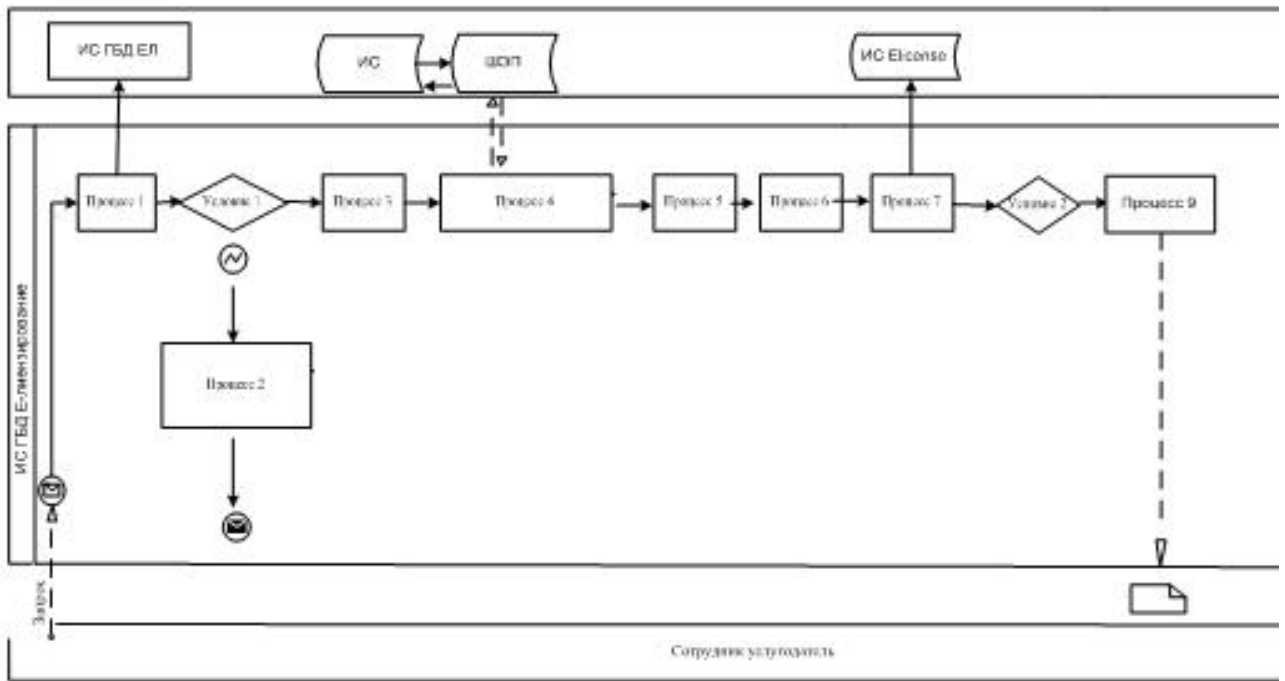 ИС ГБД ЕЛ
ИС
ШЭП
ИС Elicense
Процесс 1
Условие 1
Процесс 3
Процесс 4
Процесс 5
Процесс 6
Процесс 7
Условие 2
Процесс 9
Процесс 2
ИС ГБД Е-лиензирование
Запрос
Сотрудник услугодатель